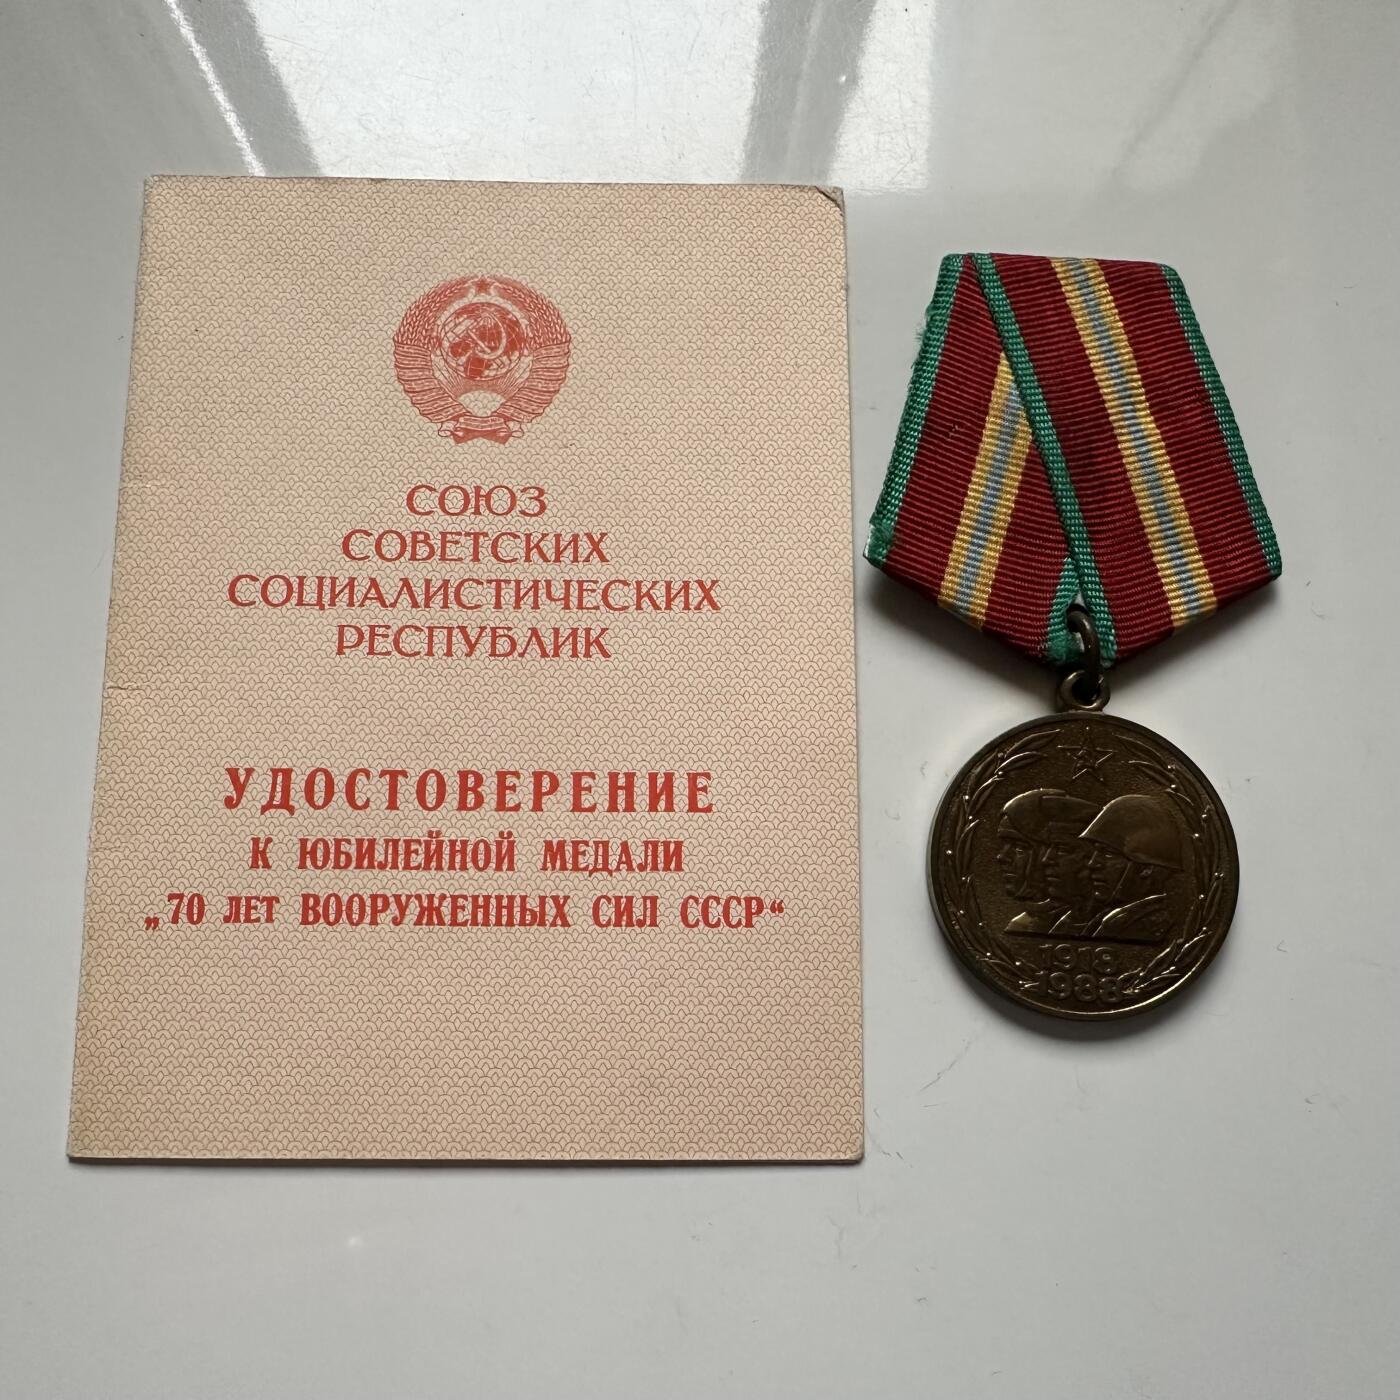 СОЮЗ
СОВЕТСКИХ
СОЦИАЛИСТИЧЕСКИХ
РЕСПУБЛИК
УДОСТОВЕРЕНИЕ
К ЮБИЛЕЙНОЙ МЕДАЛИ
„70 ЛЕТ ВООРУЖЕННЫХ СИЛ СССР“
1918
1988